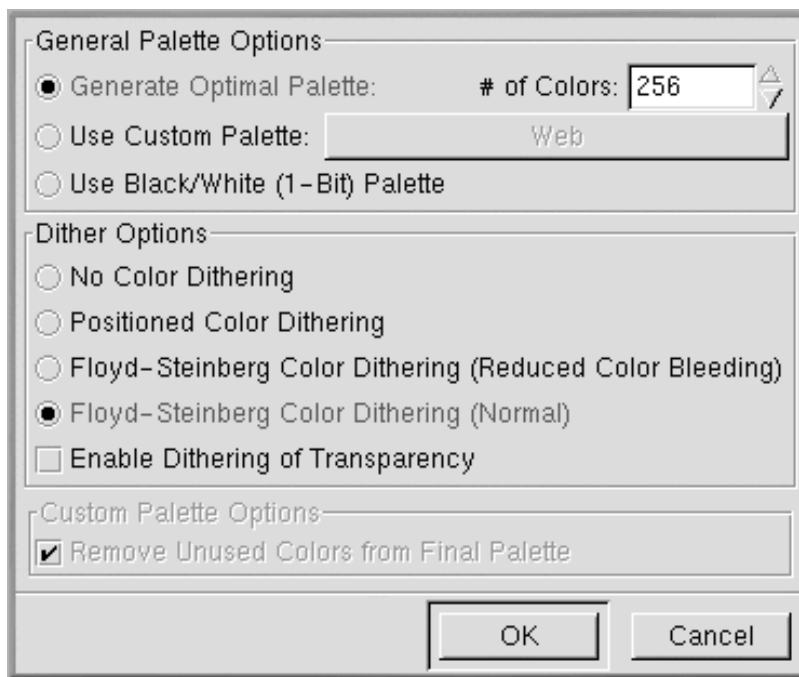 General Palette Options
Generate Optimal Palette: # of Colors: 256
Use Custom Palette: Web
Use Black/White (1-Bit) Palette
Dither Options
No Color Dithering
Positioned Color Dithering
Floyd-Steinberg Color Dithering (Reduced Color Bleeding)
Floyd-Steinberg Color Dithering (Normal)
Enable Dithering of Transparency
Custom Palette Options
Remove Unused Colors from Final Palette
OK Cancel